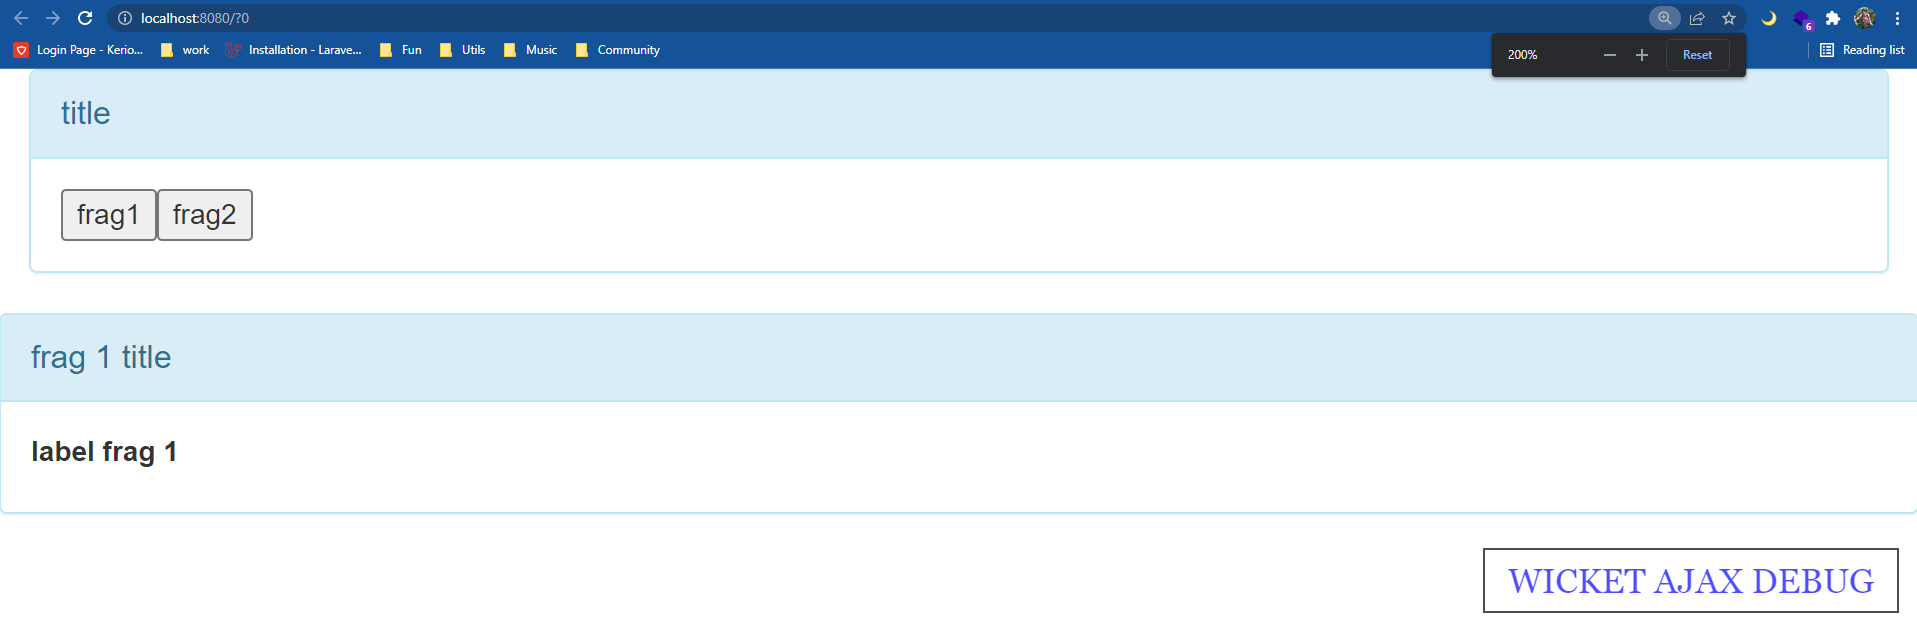 localhost:8080/?0
6
Login Page - Kerio... work Installation - Larave... Fun Utils Music Community Reading list
200% Reset
title
frag1 frag2
frag 1 title
label frag 1
WICKET AJAX DEBUG